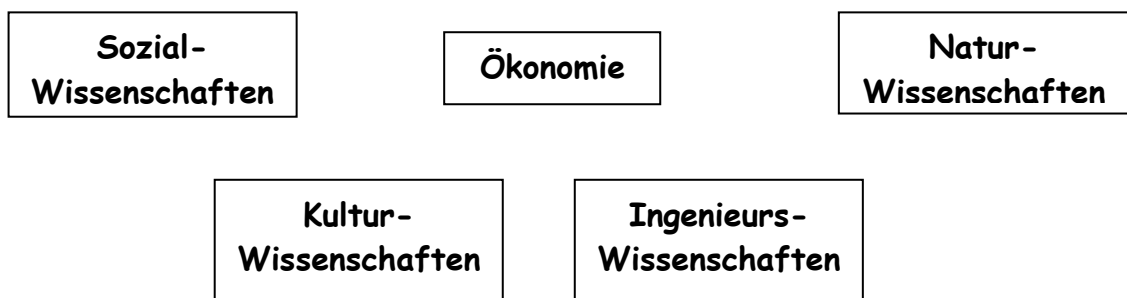 Sozial-
Wissenschaften
Ökonomie
Natur-
Wissenschaften
Kultur-
Wissenschaften
Ingenieurs-
Wissenschaften